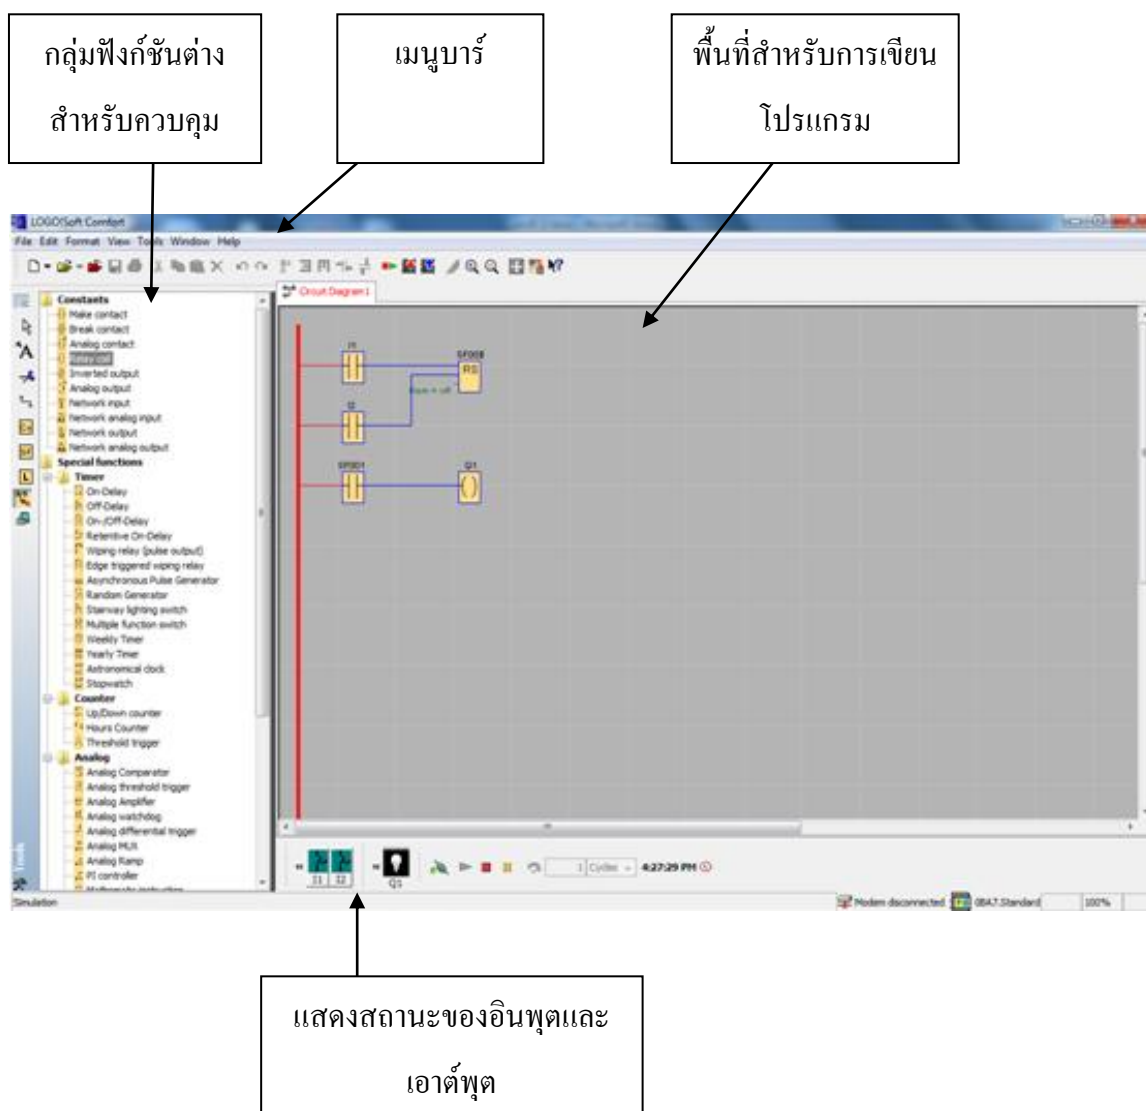 กลุ่มฟังก์ชันต่าง
สำหรับควบคุม
เมนูบาร์
พื้นที่สำหรับการเขียน
โปรแกรม
LOGO!Soft Comfort
File Edit Format View Tools Window Help
Circuit Diagram1
Constants
Make contact
Break contact
Analog contact
Relay coil
Inverted output
Analog output
Network input
Network analog input
Network output
Network analog output
Special functions
Timer
On-Delay
Off-Delay
On-/Off-Delay
Retentive On-Delay
Wiping relay (pulse output)
Edge triggered wiping relay
Asynchronous Pulse Generator
Random Generator
Stairway lighting switch
Multiple function switch
Weekly Timer
Yearly Timer
Astronomical clock
Stopwatch
Counter
Up/Down counter
Hours Counter
Threshold trigger
Analog
Analog Comparator
Analog threshold trigger
Analog Amplifier
Analog watchdog
Analog differential trigger
Analog MUX
Analog Ramp
PI controller
Tools
I1
RS
I2
SF001
Q1
I1 I2
Q1
1 Cycles
4:27:29 PM
Simulation
Modem disconnected
0BA7.Standard
100%
แสดงสถานะของอินพุตและ
เอาต์พุต